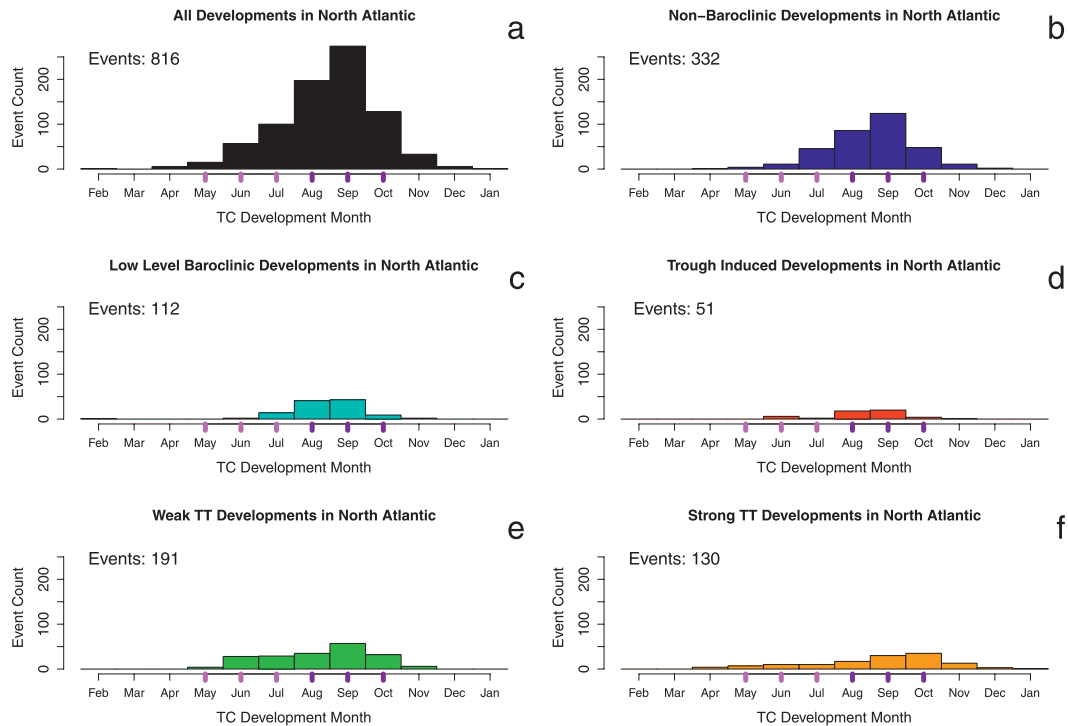 All Developments in North Atlantic
a
Events: 816
Event Count
0 100 200
Feb Mar Apr May Jun Jul Aug Sep Oct Nov Dec Jan
TC Development Month
Non−Baroclinic Developments in North Atlantic
b
Events: 332
Event Count
0 100 200
Feb Mar Apr May Jun Jul Aug Sep Oct Nov Dec Jan
TC Development Month
Low Level Baroclinic Developments in North Atlantic
c
Events: 112
Event Count
0 100 200
Feb Mar Apr May Jun Jul Aug Sep Oct Nov Dec Jan
TC Development Month
Trough Induced Developments in North Atlantic
d
Events: 51
Event Count
0 100 200
Feb Mar Apr May Jun Jul Aug Sep Oct Nov Dec Jan
TC Development Month
Weak TT Developments in North Atlantic
e
Events: 191
Event Count
0 100 200
Feb Mar Apr May Jun Jul Aug Sep Oct Nov Dec Jan
TC Development Month
Strong TT Developments in North Atlantic
f
Events: 130
Event Count
0 100 200
Feb Mar Apr May Jun Jul Aug Sep Oct Nov Dec Jan
TC Development Month